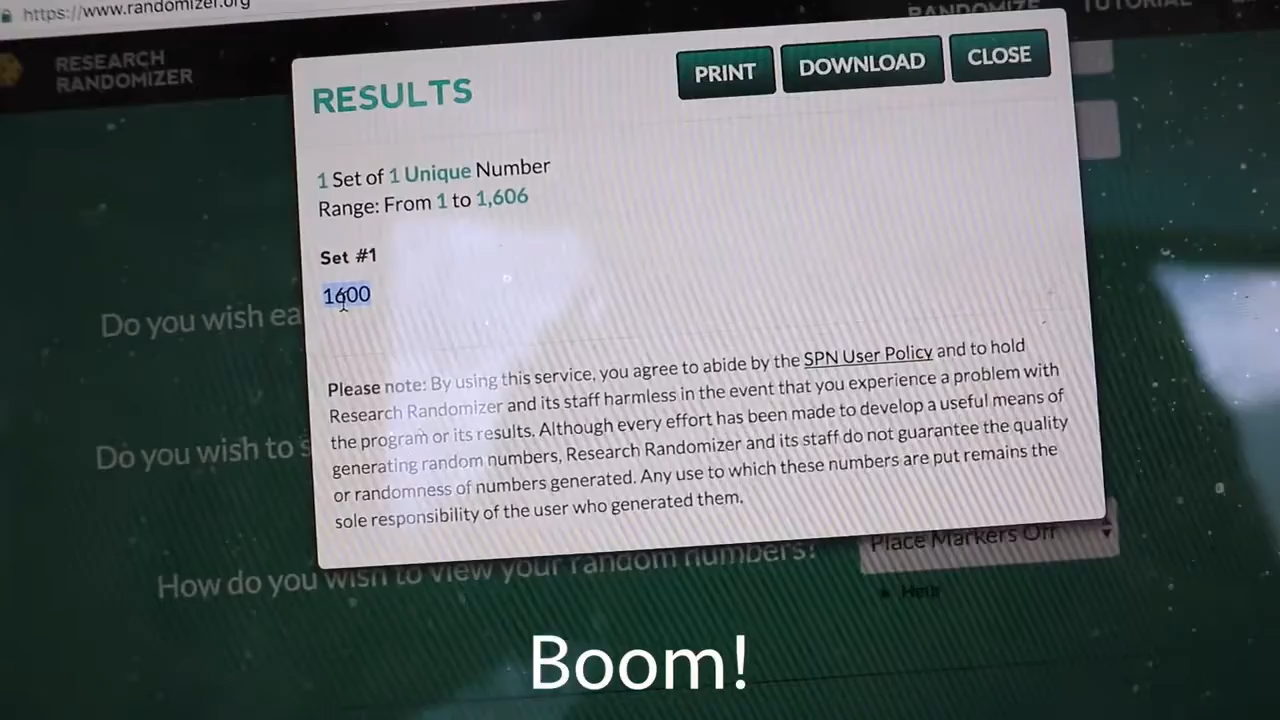 https://www.randomizer.org
RANDOMIZE
TUTORIAL
RESEARCH
RANDOMIZER
RESULTS
PRINT
DOWNLOAD
CLOSE
1 Set of 1 Unique Number
Range: From 1 to 1,606
Set #1
1600
Do you wish ea
Please note: By using this service, you agree to abide by the SPN User Policy and to hold
Research Randomizer and its staff harmless in the event that you experience a problem with
the program or its results. Although every effort has been made to develop a useful means of
generating random numbers, Research Randomizer and its staff do not guarantee the quality
or randomness of numbers generated. Any use to which these numbers are put remains the
sole responsibility of the user who generated them.
Do you wish to s
How do you wish to view your random numbers?
Place Markers Off
Help
Boom!